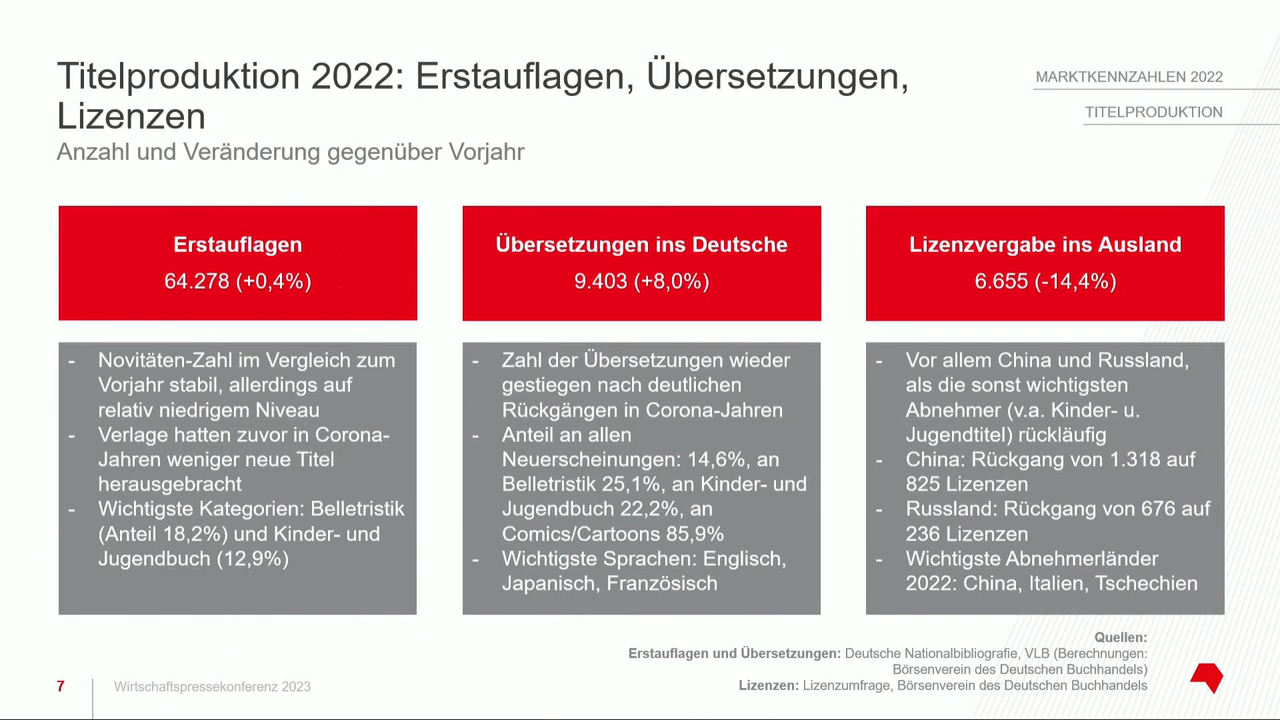 Titelproduktion 2022: Erstauflagen, Übersetzungen,
Lizenzen
Anzahl und Veränderung gegenüber Vorjahr
MARKTKENNZAHLEN 2022
TITELPRODUKTION
Erstauflagen
64.278 (+0,4%)
- Novitäten-Zahl im Vergleich zum
Vorjahr stabil, allerdings auf
relativ niedrigem Niveau
- Verlage hatten zuvor in Corona-
Jahren weniger neue Titel
herausgebracht
- Wichtigste Kategorien: Belletristik
(Anteil 18,2%) und Kinder- und
Jugendbuch (12,9%)
Übersetzungen ins Deutsche
9.403 (+8,0%)
- Zahl der Übersetzungen wieder
gestiegen nach deutlichen
Rückgängen in Corona-Jahren
- Anteil an allen
Neuerscheinungen: 14,6%, an
Belletristik 25,1%, an Kinder- und
Jugendbuch 22,2%, an
Comics/Cartoons 85,9%
- Wichtigste Sprachen: Englisch,
Japanisch, Französisch
Lizenzvergabe ins Ausland
6.655 (-14,4%)
- Vor allem China und Russland,
als die sonst wichtigsten
Abnehmer (v.a. Kinder- u.
Jugendtitel) rückläufig
- China: Rückgang von 1.318 auf
825 Lizenzen
- Russland: Rückgang von 676 auf
236 Lizenzen
- Wichtigste Abnehmerländer
2022: China, Italien, Tschechien
Quellen:
Erstauflagen und Übersetzungen: Deutsche Nationalbibliografie, VLB (Berechnungen:
Börsenverein des Deutschen Buchhandels)
Lizenzen: Lizenzumfrage, Börsenverein des Deutschen Buchhandels
7
Wirtschaftspressekonferenz 2023